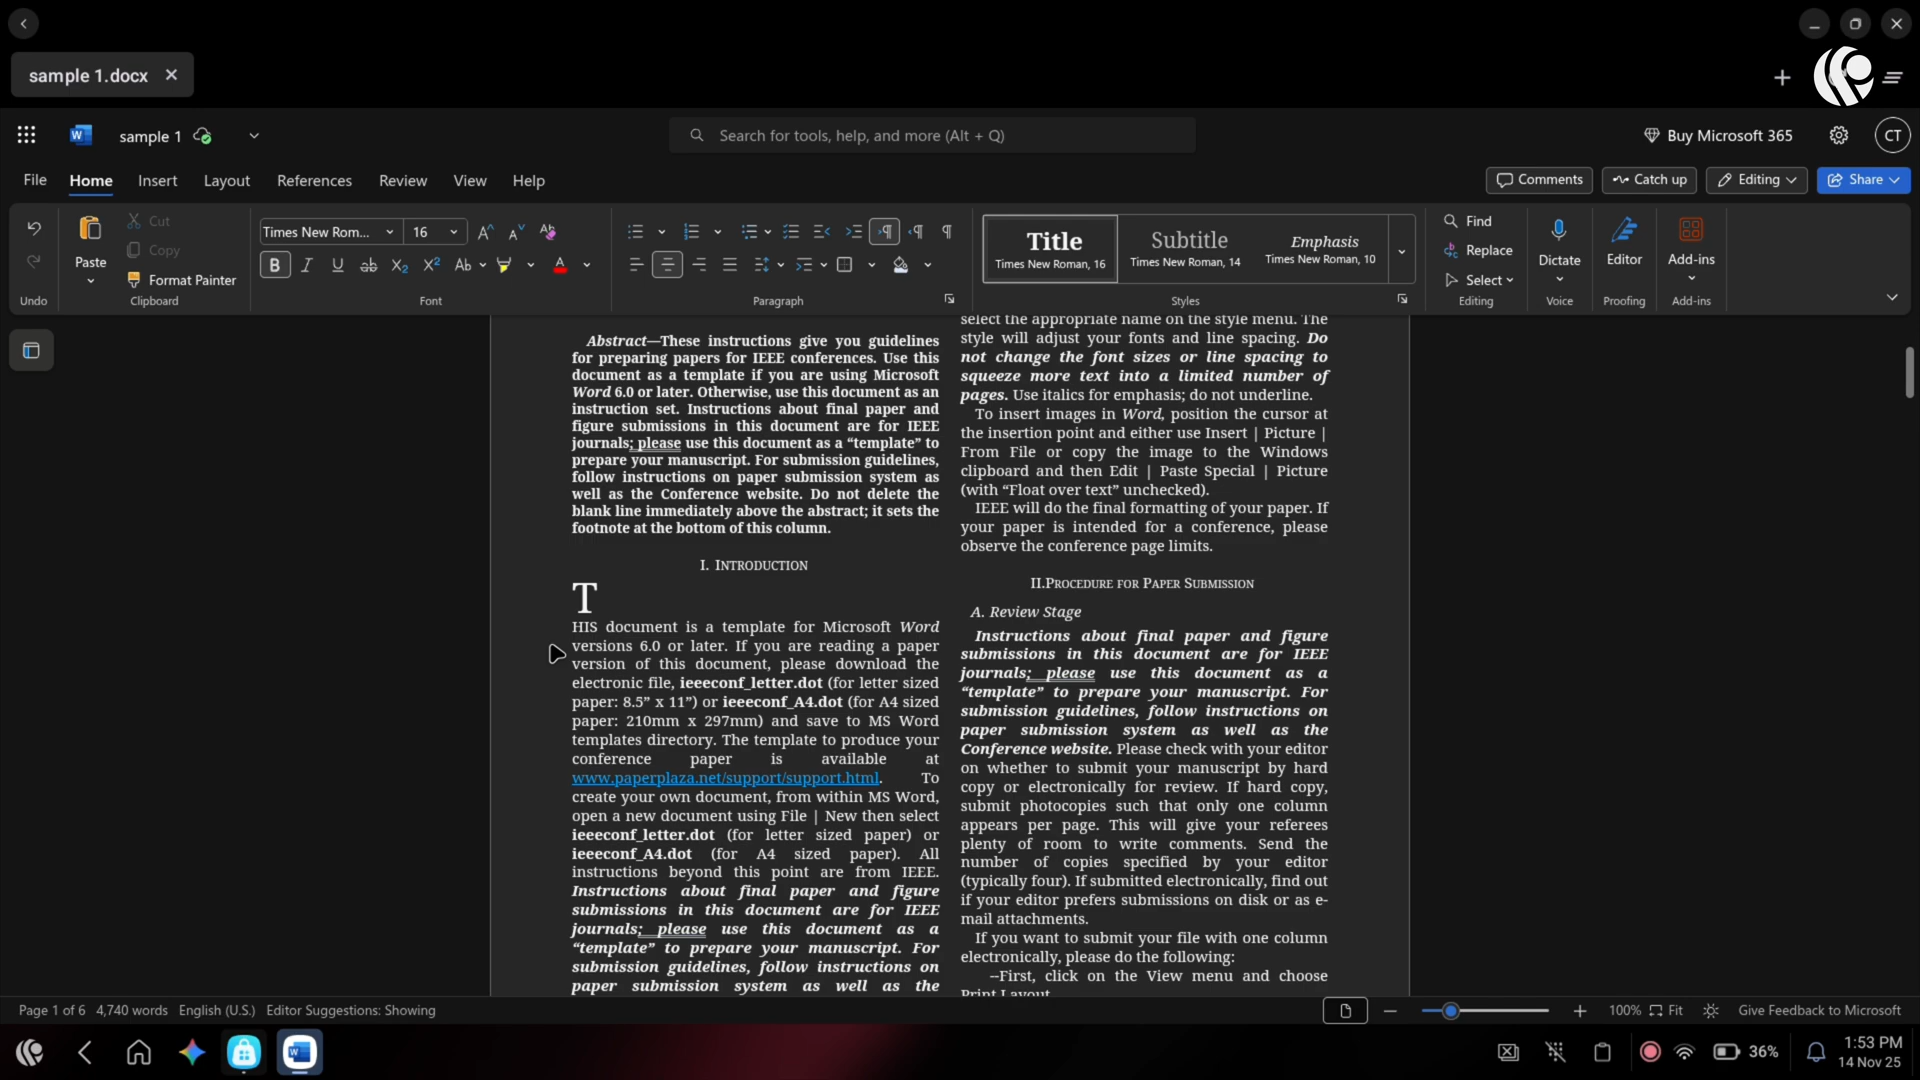 sample 1.docx
sample 1
Search for tools, help, and more (Alt + Q)
Buy Microsoft 365
CT
File Home Insert Layout References Review View Help
Comments Catch up Editing Share
Paste
Cut
Copy
Format Painter
Times New Rom... 16
Title
Times New Roman, 16
Subtitle
Times New Roman, 14
Emphasis
Times New Roman, 10
Find
Replace
Select
Dictate
Editor
Add-ins
Undo Clipboard Font Paragraph Styles Editing Voice Proofing Add-ins
Abstract—These instructions give you guidelines
for preparing papers for IEEE conferences. Use this
document as a template if you are using Microsoft
Word 6.0 or later. Otherwise, use this document as an
instruction set. Instructions about final paper and
figure submissions in this document are for IEEE
journals; please use this document as a “template” to
prepare your manuscript. For submission guidelines,
follow instructions on paper submission system as
well as the Conference website. Do not delete the
blank line immediately above the abstract; it sets the
footnote at the bottom of this column.
I. INTRODUCTION
T
HIS document is a template for Microsoft Word
versions 6.0 or later. If you are reading a paper
version of this document, please download the
electronic file, ieeeconf_letter.dot (for letter sized
paper: 8.5” x 11”) or ieeeconf_A4.dot (for A4 sized
paper: 210mm x 297mm) and save to MS Word
templates directory. The template to produce your
conference paper is available at
www.paperplaza.net/support/support.html. To
create your own document, from within MS Word,
open a new document using File | New then select
ieeeconf_letter.dot (for letter sized paper) or
ieeeconf_A4.dot (for A4 sized paper). All
instructions beyond this point are from IEEE.
Instructions about final paper and figure
submissions in this document are for IEEE
journals; please use this document as a
“template” to prepare your manuscript. For
submission guidelines, follow instructions on
paper submission system as well as the
select the appropriate name on the style menu. The
style will adjust your fonts and line spacing. Do
not change the font sizes or line spacing to
squeeze more text into a limited number of
pages. Use italics for emphasis; do not underline.
To insert images in Word, position the cursor at
the insertion point and either use Insert | Picture |
From File or copy the image to the Windows
clipboard and then Edit | Paste Special | Picture
(with “Float over text” unchecked).
IEEE will do the final formatting of your paper. If
your paper is intended for a conference, please
observe the conference page limits.
II.PROCEDURE FOR PAPER SUBMISSION
A. Review Stage
Instructions about final paper and figure
submissions in this document are for IEEE
journals; please use this document as a
“template” to prepare your manuscript. For
submission guidelines, follow instructions on
paper submission system as well as the
Conference website. Please check with your editor
on whether to submit your manuscript by hard
copy or electronically for review. If hard copy,
submit photocopies such that only one column
appears per page. This will give your referees
plenty of room to write comments. Send the
number of copies specified by your editor
(typically four). If submitted electronically, find out
if your editor prefers submissions on disk or as e-
mail attachments.
If you want to submit your file with one column
electronically, please do the following:
--First, click on the View menu and choose
Print Layout
Page 1 of 6 4,740 words English (U.S.) Editor Suggestions: Showing
100% Fit Give Feedback to Microsoft
36%
1:53 PM
14 Nov 25